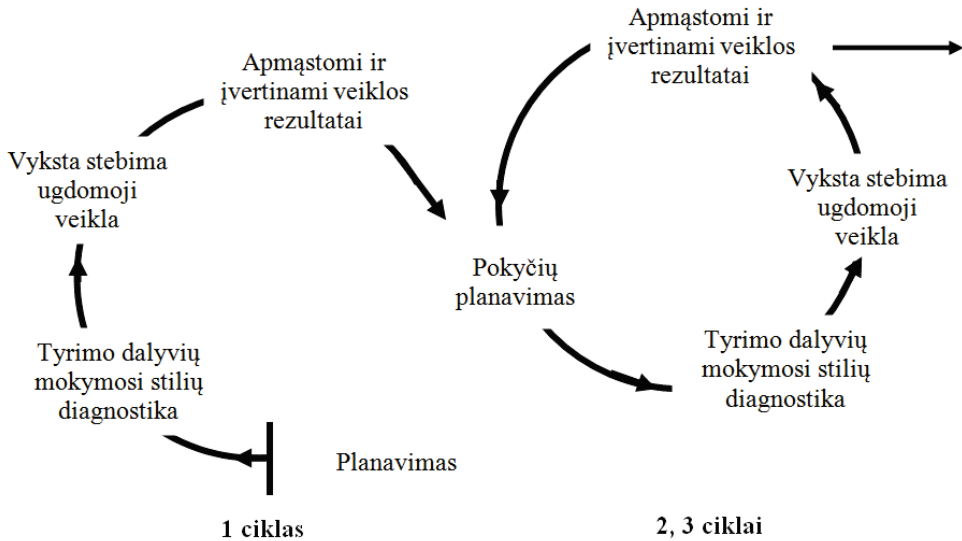 Apmąstomi ir
įvertinami veiklos
rezultatai
Vyksta stebima
ugdomoji
veikla
Tyrimo dalyvių
mokymosi stilių
diagnostika
Planavimas
1 ciklas
Apmąstomi ir
įvertinami veiklos
rezultatai
Vyksta stebima
ugdomoji
veikla
Pokyčių
planavimas
Tyrimo dalyvių
mokymosi stilių
diagnostika
2, 3 ciklai